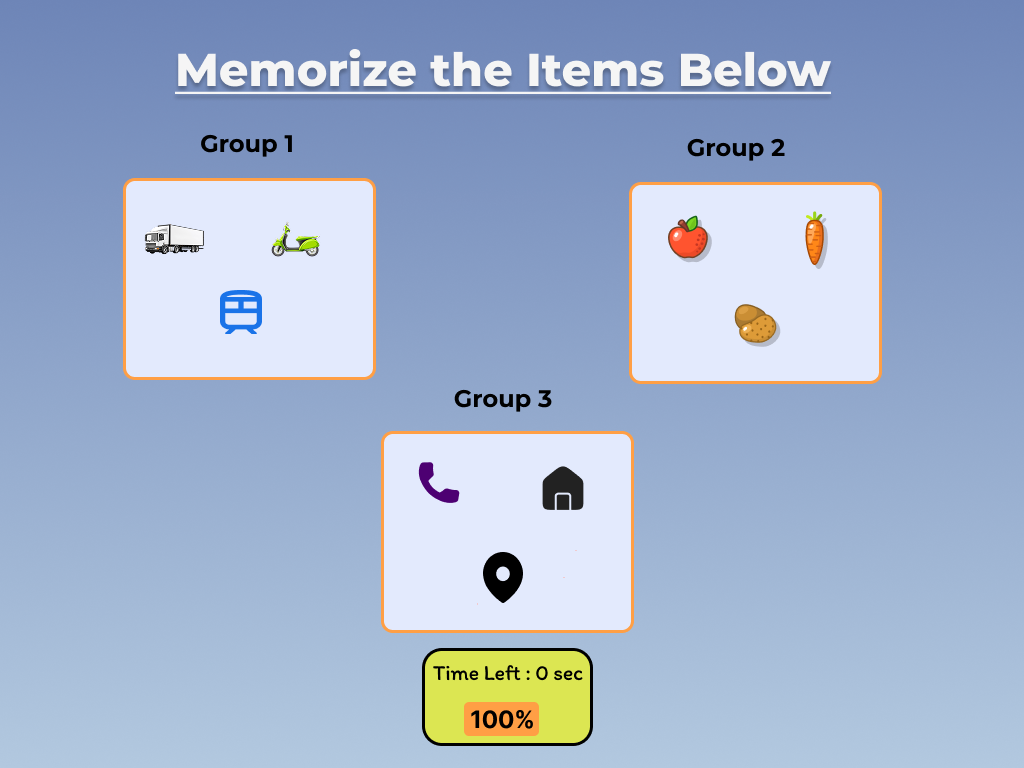 Memorize the Items Below
Group 1
Group 2
Group 3
Time Left : 0 sec
100%